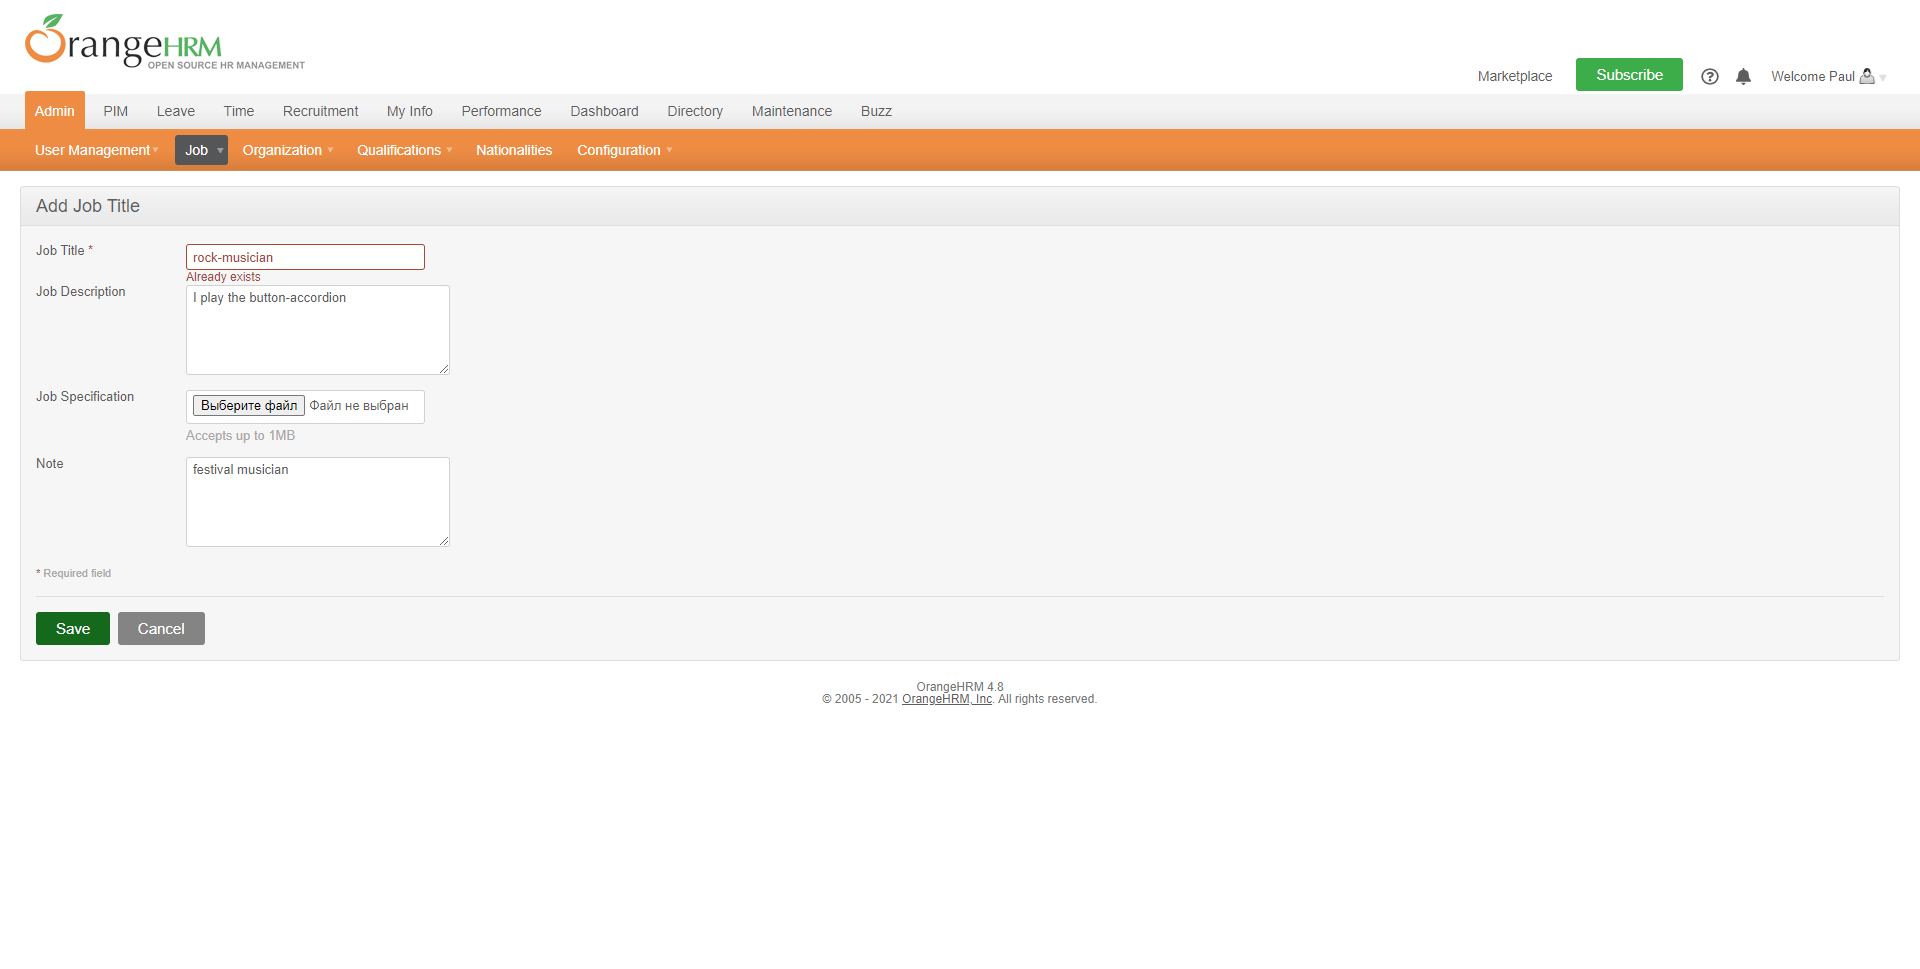 OrangeHRM
OPEN SOURCE HR MANAGEMENT
Marketplace Subscribe Welcome Paul
Admin PIM Leave Time Recruitment My Info Performance Dashboard Directory Maintenance Buzz
User Management Job Organization Qualifications Nationalities Configuration
Add Job Title
Job Title * rock-musician
Already exists
Job Description I play the button-accordion
Job Specification Выберите файл Файл не выбран
Accepts up to 1MB
Note festival musician
* Required field
Save Cancel
OrangeHRM 4.8
© 2005 - 2021 OrangeHRM, Inc. All rights reserved.